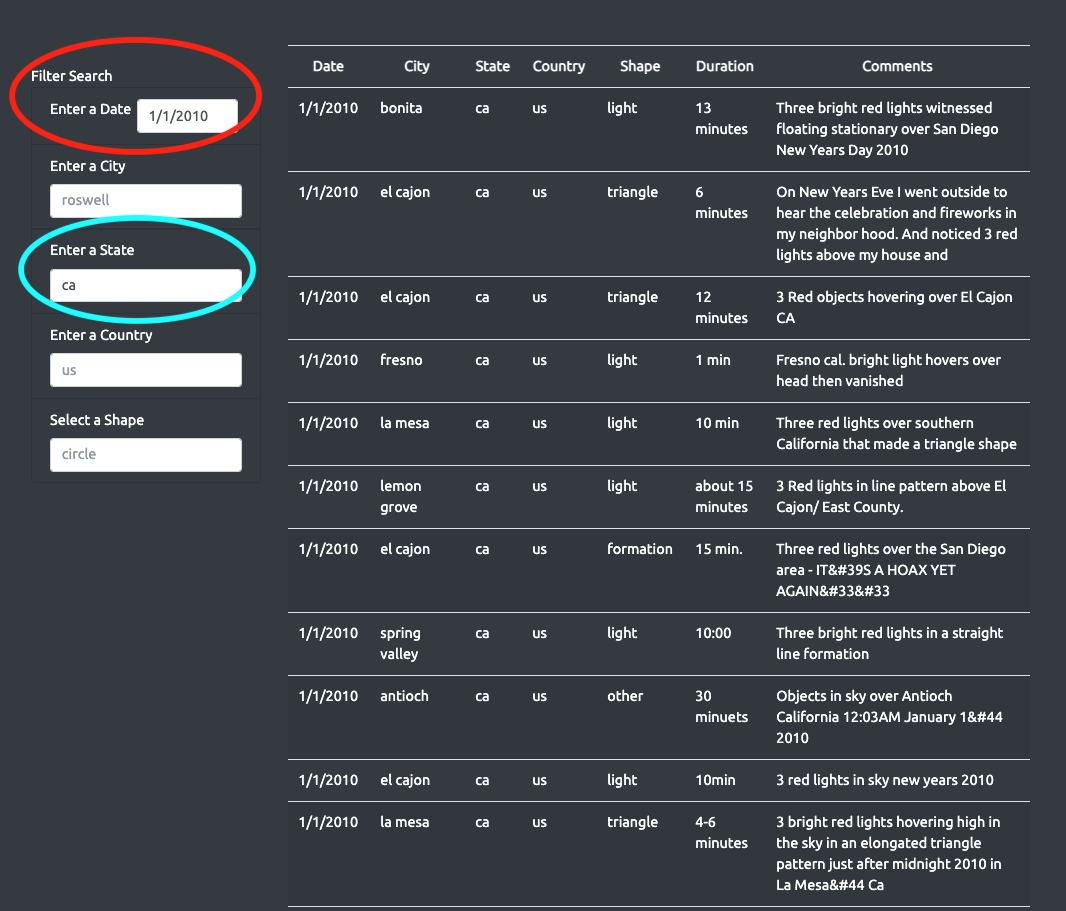 Filter Search
Enter a Date 1/1/2010
Enter a City
roswell
Enter a State
ca
Enter a Country
us
Select a Shape
circle
Date City State Country Shape Duration Comments
1/1/2010 bonita ca us light 13 Three bright red lights witnessed
minutes floating stationary over San Diego
New Years Day 2010
1/1/2010 el cajon ca us triangle 6 On New Years Eve I went outside to
minutes hear the celebration and fireworks in
my neighbor hood. And noticed 3 red
lights above my house and
1/1/2010 el cajon ca us triangle 12 3 Red objects hovering over El Cajon
minutes CA
1/1/2010 fresno ca us light 1 min Fresno cal. bright light hovers over
head then vanished
1/1/2010 la mesa ca us light 10 min Three red lights over southern
California that made a triangle shape
1/1/2010 lemon ca us light about 15 3 Red lights in line pattern above El
grove minutes Cajon/ East County.
1/1/2010 el cajon ca us formation 15 min. Three red lights over the San Diego
area - IT&#39S A HOAX YET
AGAIN&#33&#33
1/1/2010 spring ca us light 10:00 Three bright red lights in a straight
valley line formation
1/1/2010 antioch ca us other 30 Objects in sky over Antioch
minuets California 12:03AM January 1&#44
2010
1/1/2010 el cajon ca us light 10min 3 red lights in sky new years 2010
1/1/2010 la mesa ca us triangle 4-6 3 bright red lights hovering high in
minutes the sky in an elongated triangle
pattern just after midnight 2010 in
La Mesa&#44 Ca